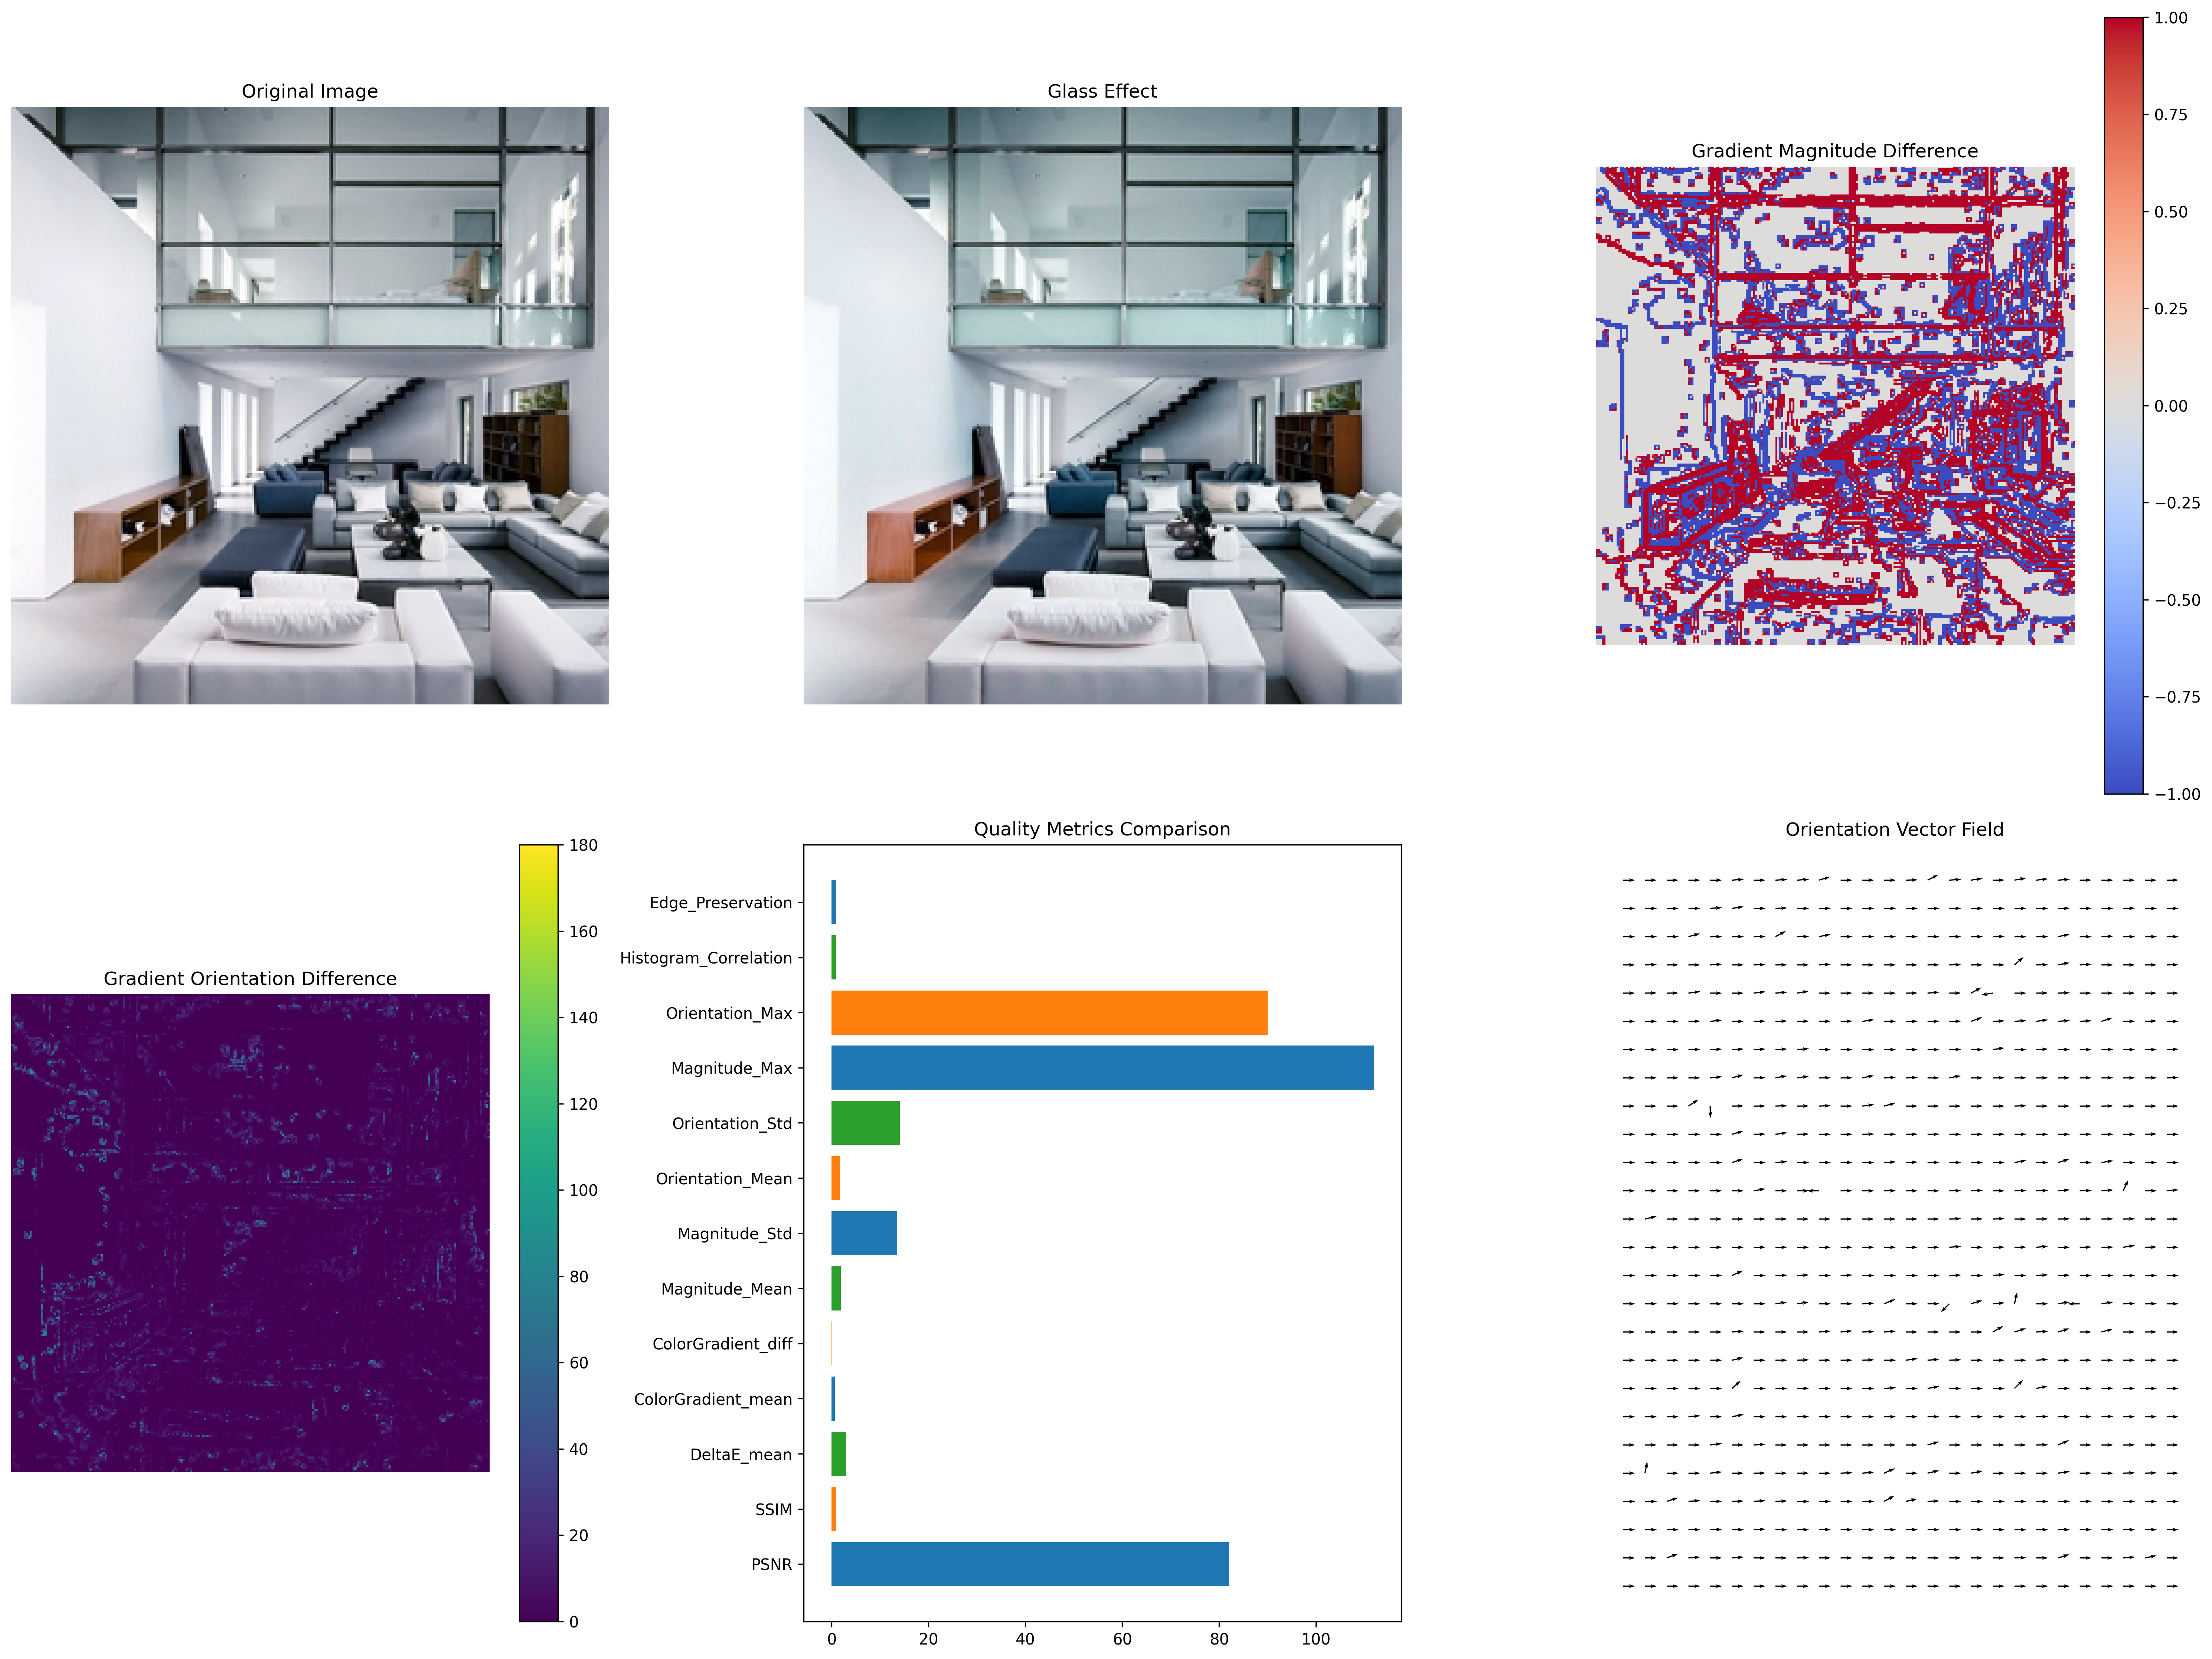 Original Image
Glass Effect
Gradient Magnitude Difference
1.00
0.75
0.50
0.25
0.00
−0.25
−0.50
−0.75
−1.00
Gradient Orientation Difference
180
160
140
120
100
80
60
40
20
0
Quality Metrics Comparison
Edge_Preservation
Histogram_Correlation
Orientation_Max
Magnitude_Max
Orientation_Std
Orientation_Mean
Magnitude_Std
Magnitude_Mean
ColorGradient_diff
ColorGradient_mean
DeltaE_mean
SSIM
PSNR
0 20 40 60 80 100
Orientation Vector Field